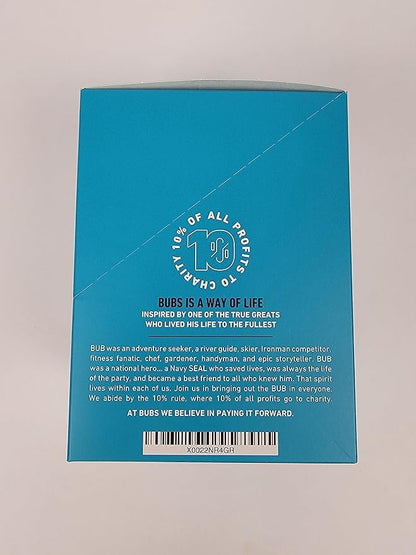 10% OF ALL PROFITS TO CHARITY
10%
BUBS IS A WAY OF LIFE
INSPIRED BY ONE OF THE TRUE GREATS
WHO LIVED HIS LIFE TO THE FULLEST
BUB was an adventure seeker, a river guide, skier, Ironman competitor,
fitness fanatic, chef, gardener, handyman, and epic storyteller. BUB
was a national hero... a Navy SEAL who saved lives, was always the life
of the party, and became a best friend to all who knew him. That spirit
lives within each of us. Join us in bringing out the BUB in everyone.
We abide by the 10% rule, where 10% of all profits go to charity.
AT BUBS WE BELIEVE IN PAYING IT FORWARD.
X0022NR4GR